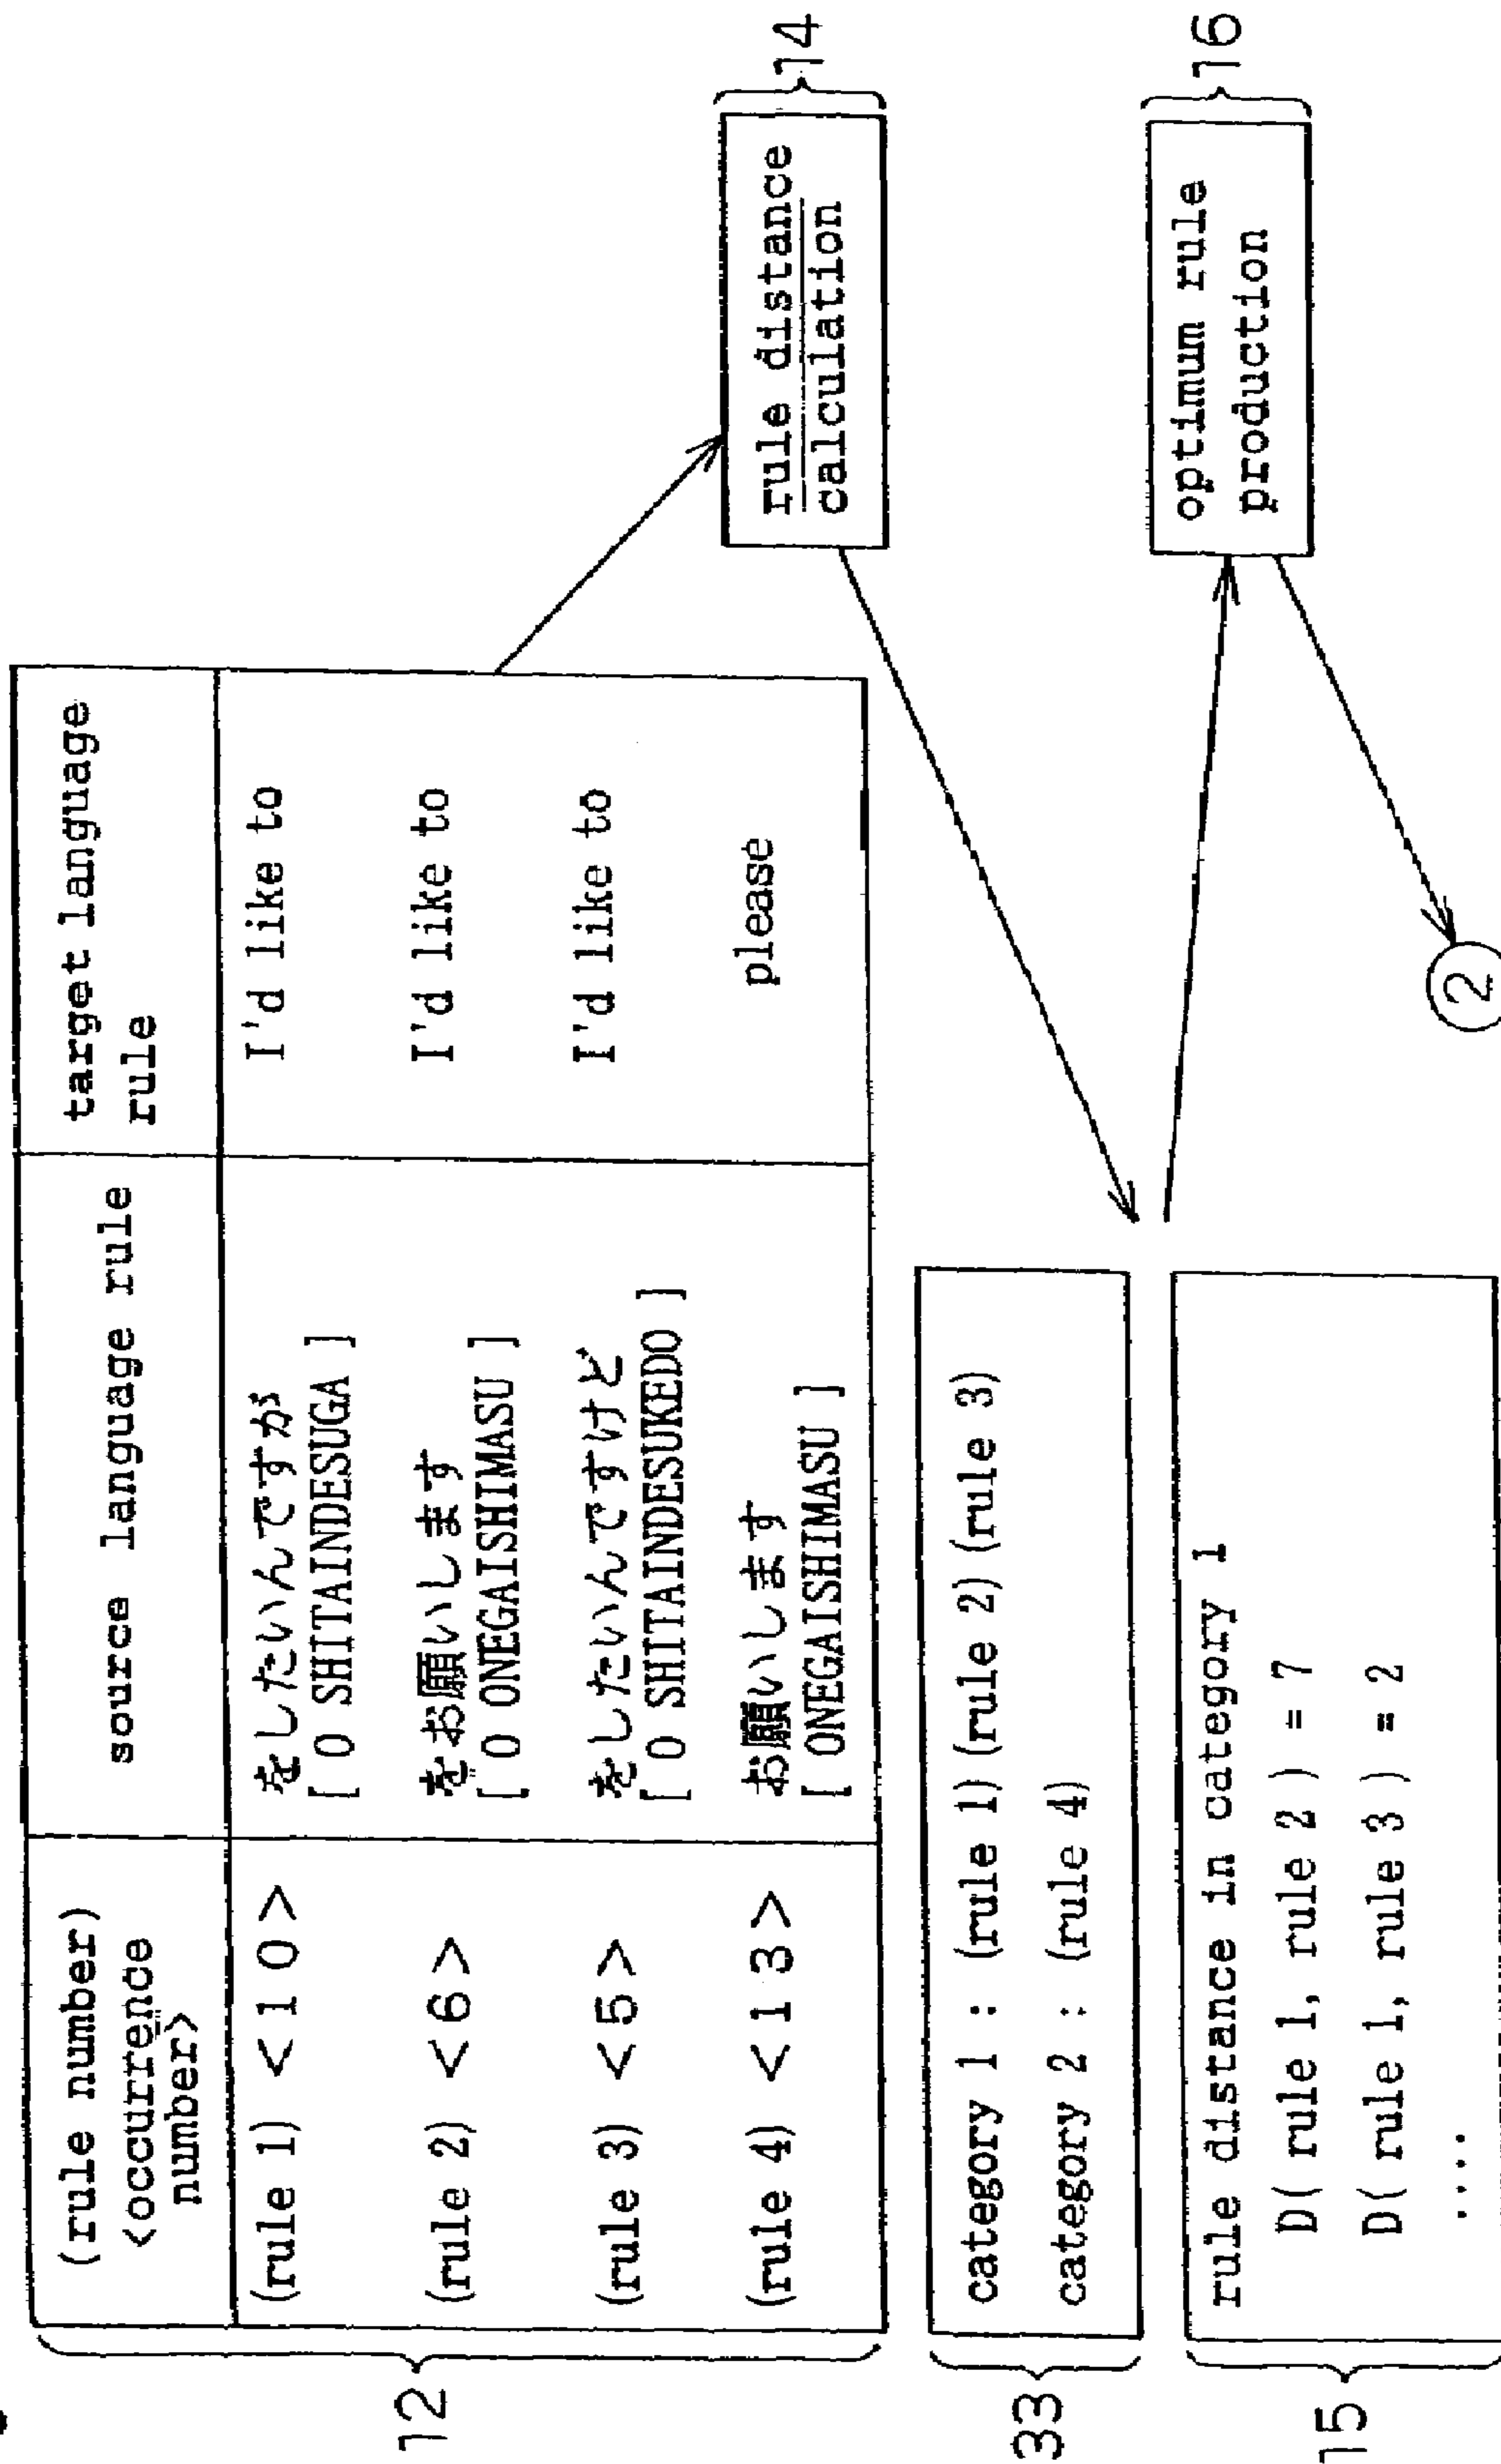 (rule number)
<occurrence
number>
source language rule
target language
rule
(rule 1) <10>
をしたいんですが
[ O SHITAINDESUGA ]
I'd like to
(rule 2) <6>
をお願いします
[ O ONEGAISHIMASU ]
I'd like to
(rule 3) <5>
をしたいんですけど
[ O SHITAINDESUKEDO ]
I'd like to
(rule 4) <13>
お願いします
[ ONEGAISHIMASU ]
please
12
rule distance
calculation
14
category 1 : (rule 1)(rule 2)(rule 3)
category 2 : (rule 4)
33
rule distance in category 1
D( rule 1, rule 2 ) = 7
D( rule 1, rule 3 ) = 2
....
15
optimum rule
production
16
2